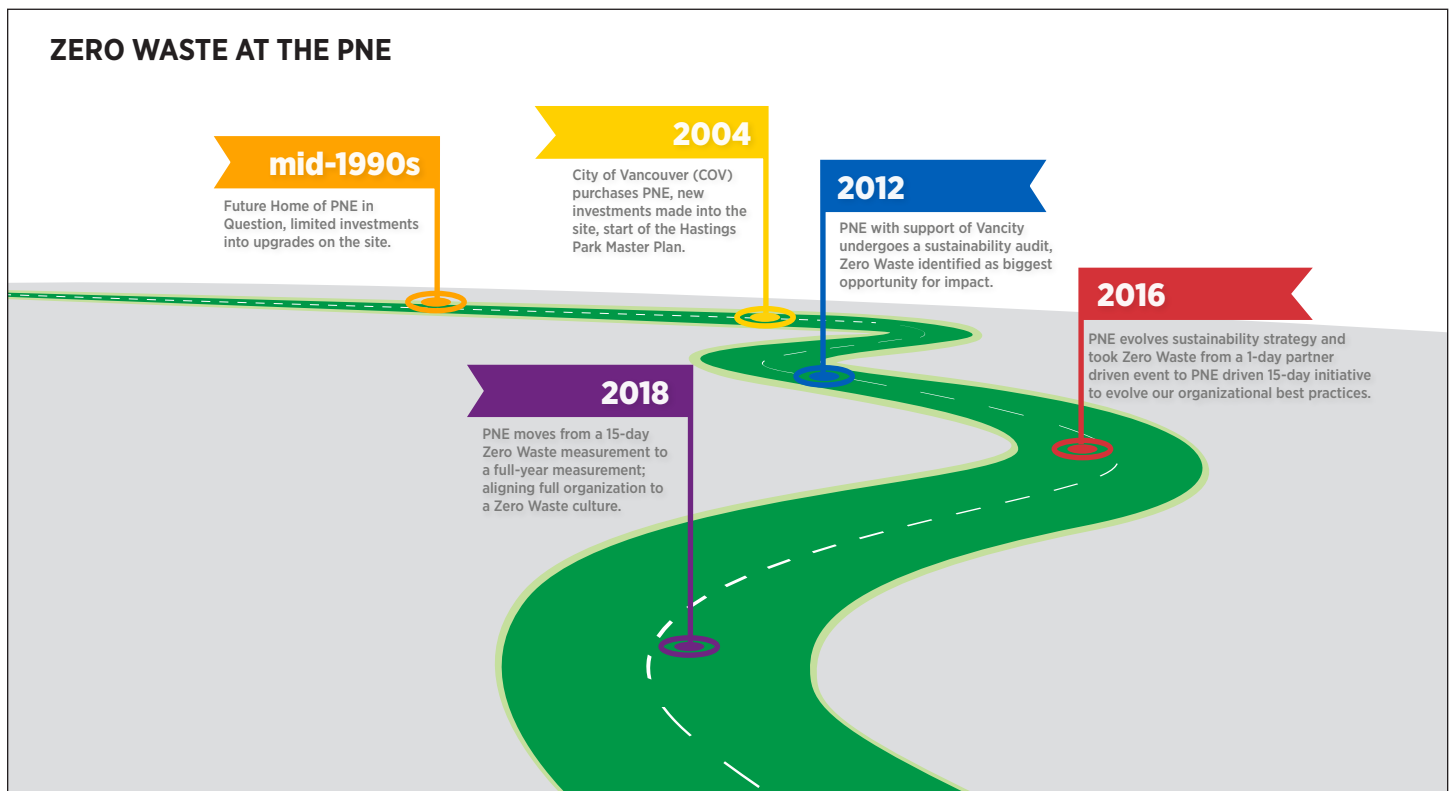 ZERO WASTE AT THE PNE
mid-1990s
Future Home of PNE in
Question, limited investments
into upgrades on the site.
2004
City of Vancouver (COV)
purchases PNE, new
investments made into the
site, start of the Hastings
Park Master Plan.
2012
PNE with support of Vancity
undergoes a sustainability audit,
Zero Waste identified as biggest
opportunity for impact.
2016
PNE evolves sustainability strategy and
took Zero Waste from a 1-day partner
driven event to PNE driven 15-day initiative
to evolve our organizational best practices.
2018
PNE moves from a 15-day
Zero Waste measurement to
a full-year measurement;
aligning full organization to
a Zero Waste culture.